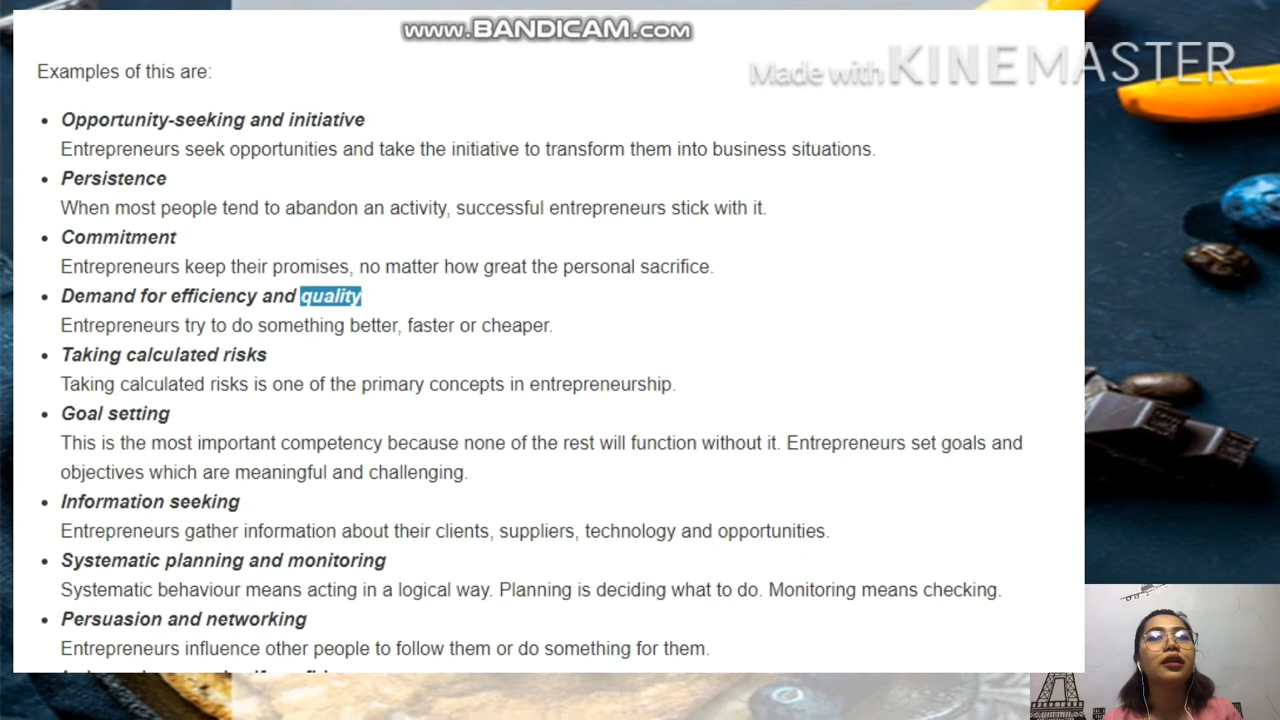 www.BANDICAM.com
Made with KINEMASTER
Examples of this are:
• Opportunity-seeking and initiative
Entrepreneurs seek opportunities and take the initiative to transform them into business situations.
• Persistence
When most people tend to abandon an activity, successful entrepreneurs stick with it.
• Commitment
Entrepreneurs keep their promises, no matter how great the personal sacrifice.
• Demand for efficiency and quality
Entrepreneurs try to do something better, faster or cheaper.
• Taking calculated risks
Taking calculated risks is one of the primary concepts in entrepreneurship.
• Goal setting
This is the most important competency because none of the rest will function without it. Entrepreneurs set goals and
objectives which are meaningful and challenging.
• Information seeking
Entrepreneurs gather information about their clients, suppliers, technology and opportunities.
• Systematic planning and monitoring
Systematic behaviour means acting in a logical way. Planning is deciding what to do. Monitoring means checking.
• Persuasion and networking
Entrepreneurs influence other people to follow them or do something for them.